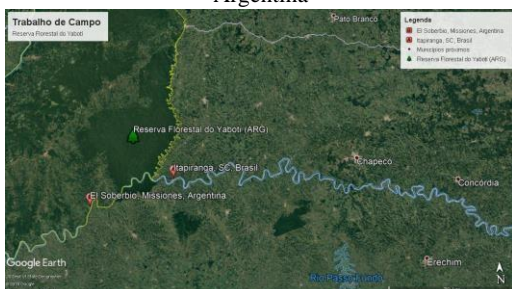 Argentina
Trabalho de Campo
Reserva Florestal do Yaboti
Pato Branco
Legenda
El Soberbio, Missiones, Argentina
Itapiranga, SC, Brasil
Municípios próximos
Reserva Florestal do Yaboti (ARG)
Reserva Florestal do Yaboti (ARG)
Itapiranga, SC, Brasil
Chapecó
Concórdia
El Soberbio, Missiones, Argentina
Erechim
Google Earth
N